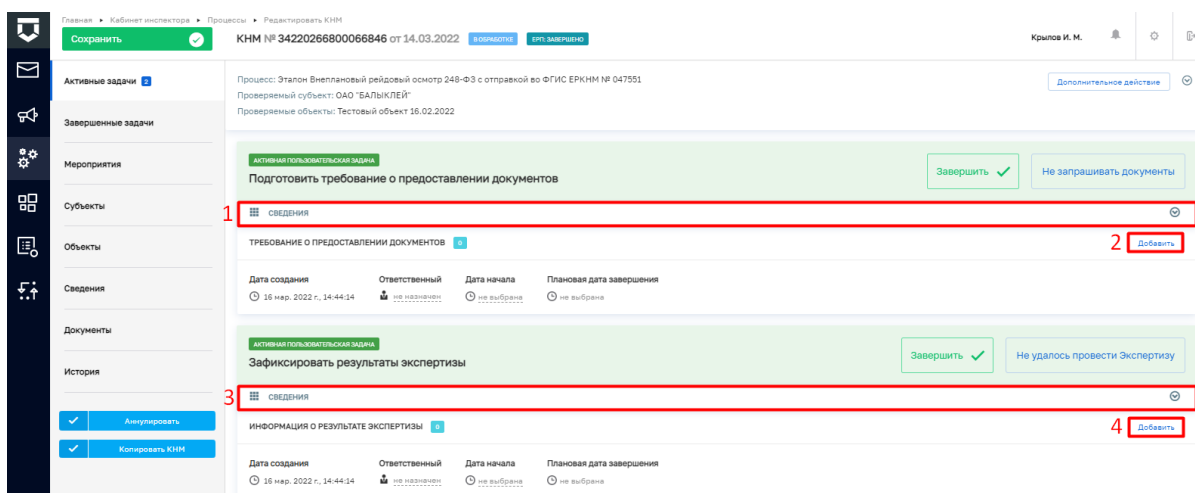 Главная ▸ Кабинет инспектора ▸ Процессы ▸ Редактировать КНМ
Сохранить
КНМ № 34220266800066846 от 14.03.2022 В ОБРАБОТКЕ ЕРП: ЗАВЕРШЕНО
Крылов И. М.
Активные задачи 2
Завершенные задачи
Мероприятия
Субъекты
Объекты
Сведения
Документы
История
Аннулировать
Копировать КНМ
Процесс: Эталон Внеплановый рейдовый осмотр 248-ФЗ с отправкой во ФГИС ЕРКНМ № 047551
Дополнительное действие
Проверяемый субъект: ОАО "БАЛЫКЛЕЙ"
Проверяемые объекты: Тестовый объект 16.02.2022
АКТИВНАЯ ПОЛЬЗОВАТЕЛЬСКАЯ ЗАДАЧА
Подготовить требование о предоставлении документов
Завершить
Не запрашивать документы
1 СВЕДЕНИЯ
ТРЕБОВАНИЕ О ПРЕДОСТАВЛЕНИИ ДОКУМЕНТОВ 0
2 Добавить
Дата создания Ответственный Дата начала Плановая дата завершения
16 мар. 2022 г., 14:44:14 не назначен не выбрана не выбрана
АКТИВНАЯ ПОЛЬЗОВАТЕЛЬСКАЯ ЗАДАЧА
Зафиксировать результаты экспертизы
Завершить
Не удалось провести Экспертизу
3 СВЕДЕНИЯ
ИНФОРМАЦИЯ О РЕЗУЛЬТАТЕ ЭКСПЕРТИЗЫ 0
4 Добавить
Дата создания Ответственный Дата начала Плановая дата завершения
16 мар. 2022 г., 14:44:14 не назначен не выбрана не выбрана